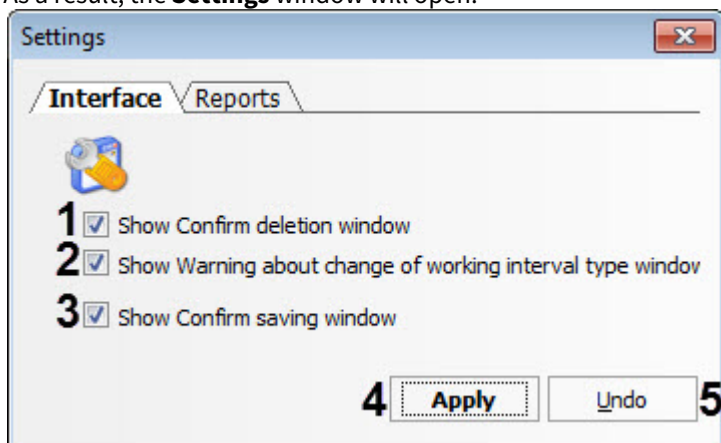 As a result, the Settings window will open.
Settings
Interface Reports
1 Show Confirm deletion window
2 Show Warning about change of working interval type window
3 Show Confirm saving window
4 Apply Undo 5